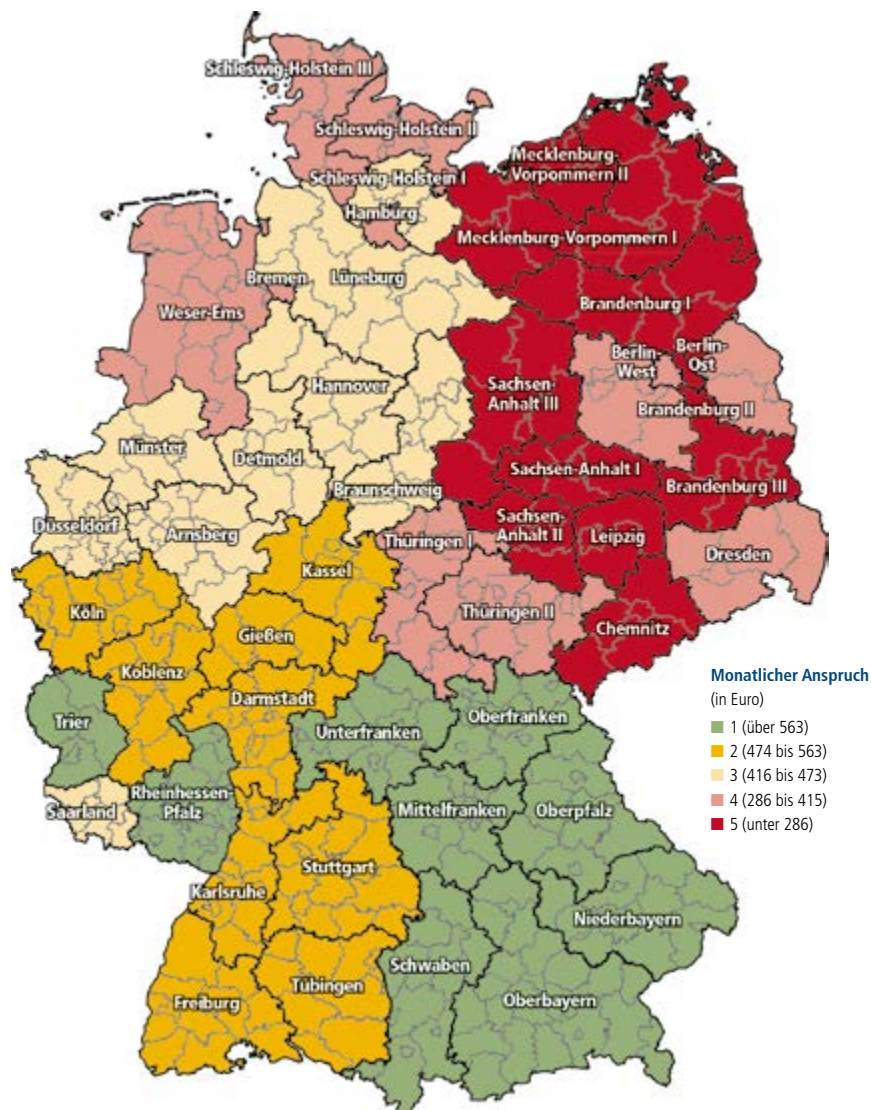 Schleswig-Holstein III
Schleswig-Holstein II
Mecklenburg-
Vorpommern II
Schleswig-Holstein I
Hamburg
Mecklenburg-Vorpommern I
Bremen
Lüneburg
Weser-Ems
Brandenburg I
Berlin-
West
Berlin-
Ost
Hannover
Sachsen-
Anhalt III
Brandenburg II
Münster
Detmold
Sachsen-Anhalt I
Braunschweig
Brandenburg III
Düsseldorf
Arnsberg
Thüringen I
Sachsen-
Anhalt II
Leipzig
Dresden
Kassel
Köln
Gießen
Thüringen II
Chemnitz
Koblenz
Darmstadt
Trier
Unterfranken
Oberfranken
Rheinhessen-
Pfalz
Saarland
Mittelfranken
Oberpfalz
Stuttgart
Karlsruhe
Niederbayern
Schwaben
Tübingen
Freiburg
Oberbayern
Monatlicher Anspruch
(in Euro)
1 (über 563)
2 (474 bis 563)
3 (416 bis 473)
4 (286 bis 415)
5 (unter 286)